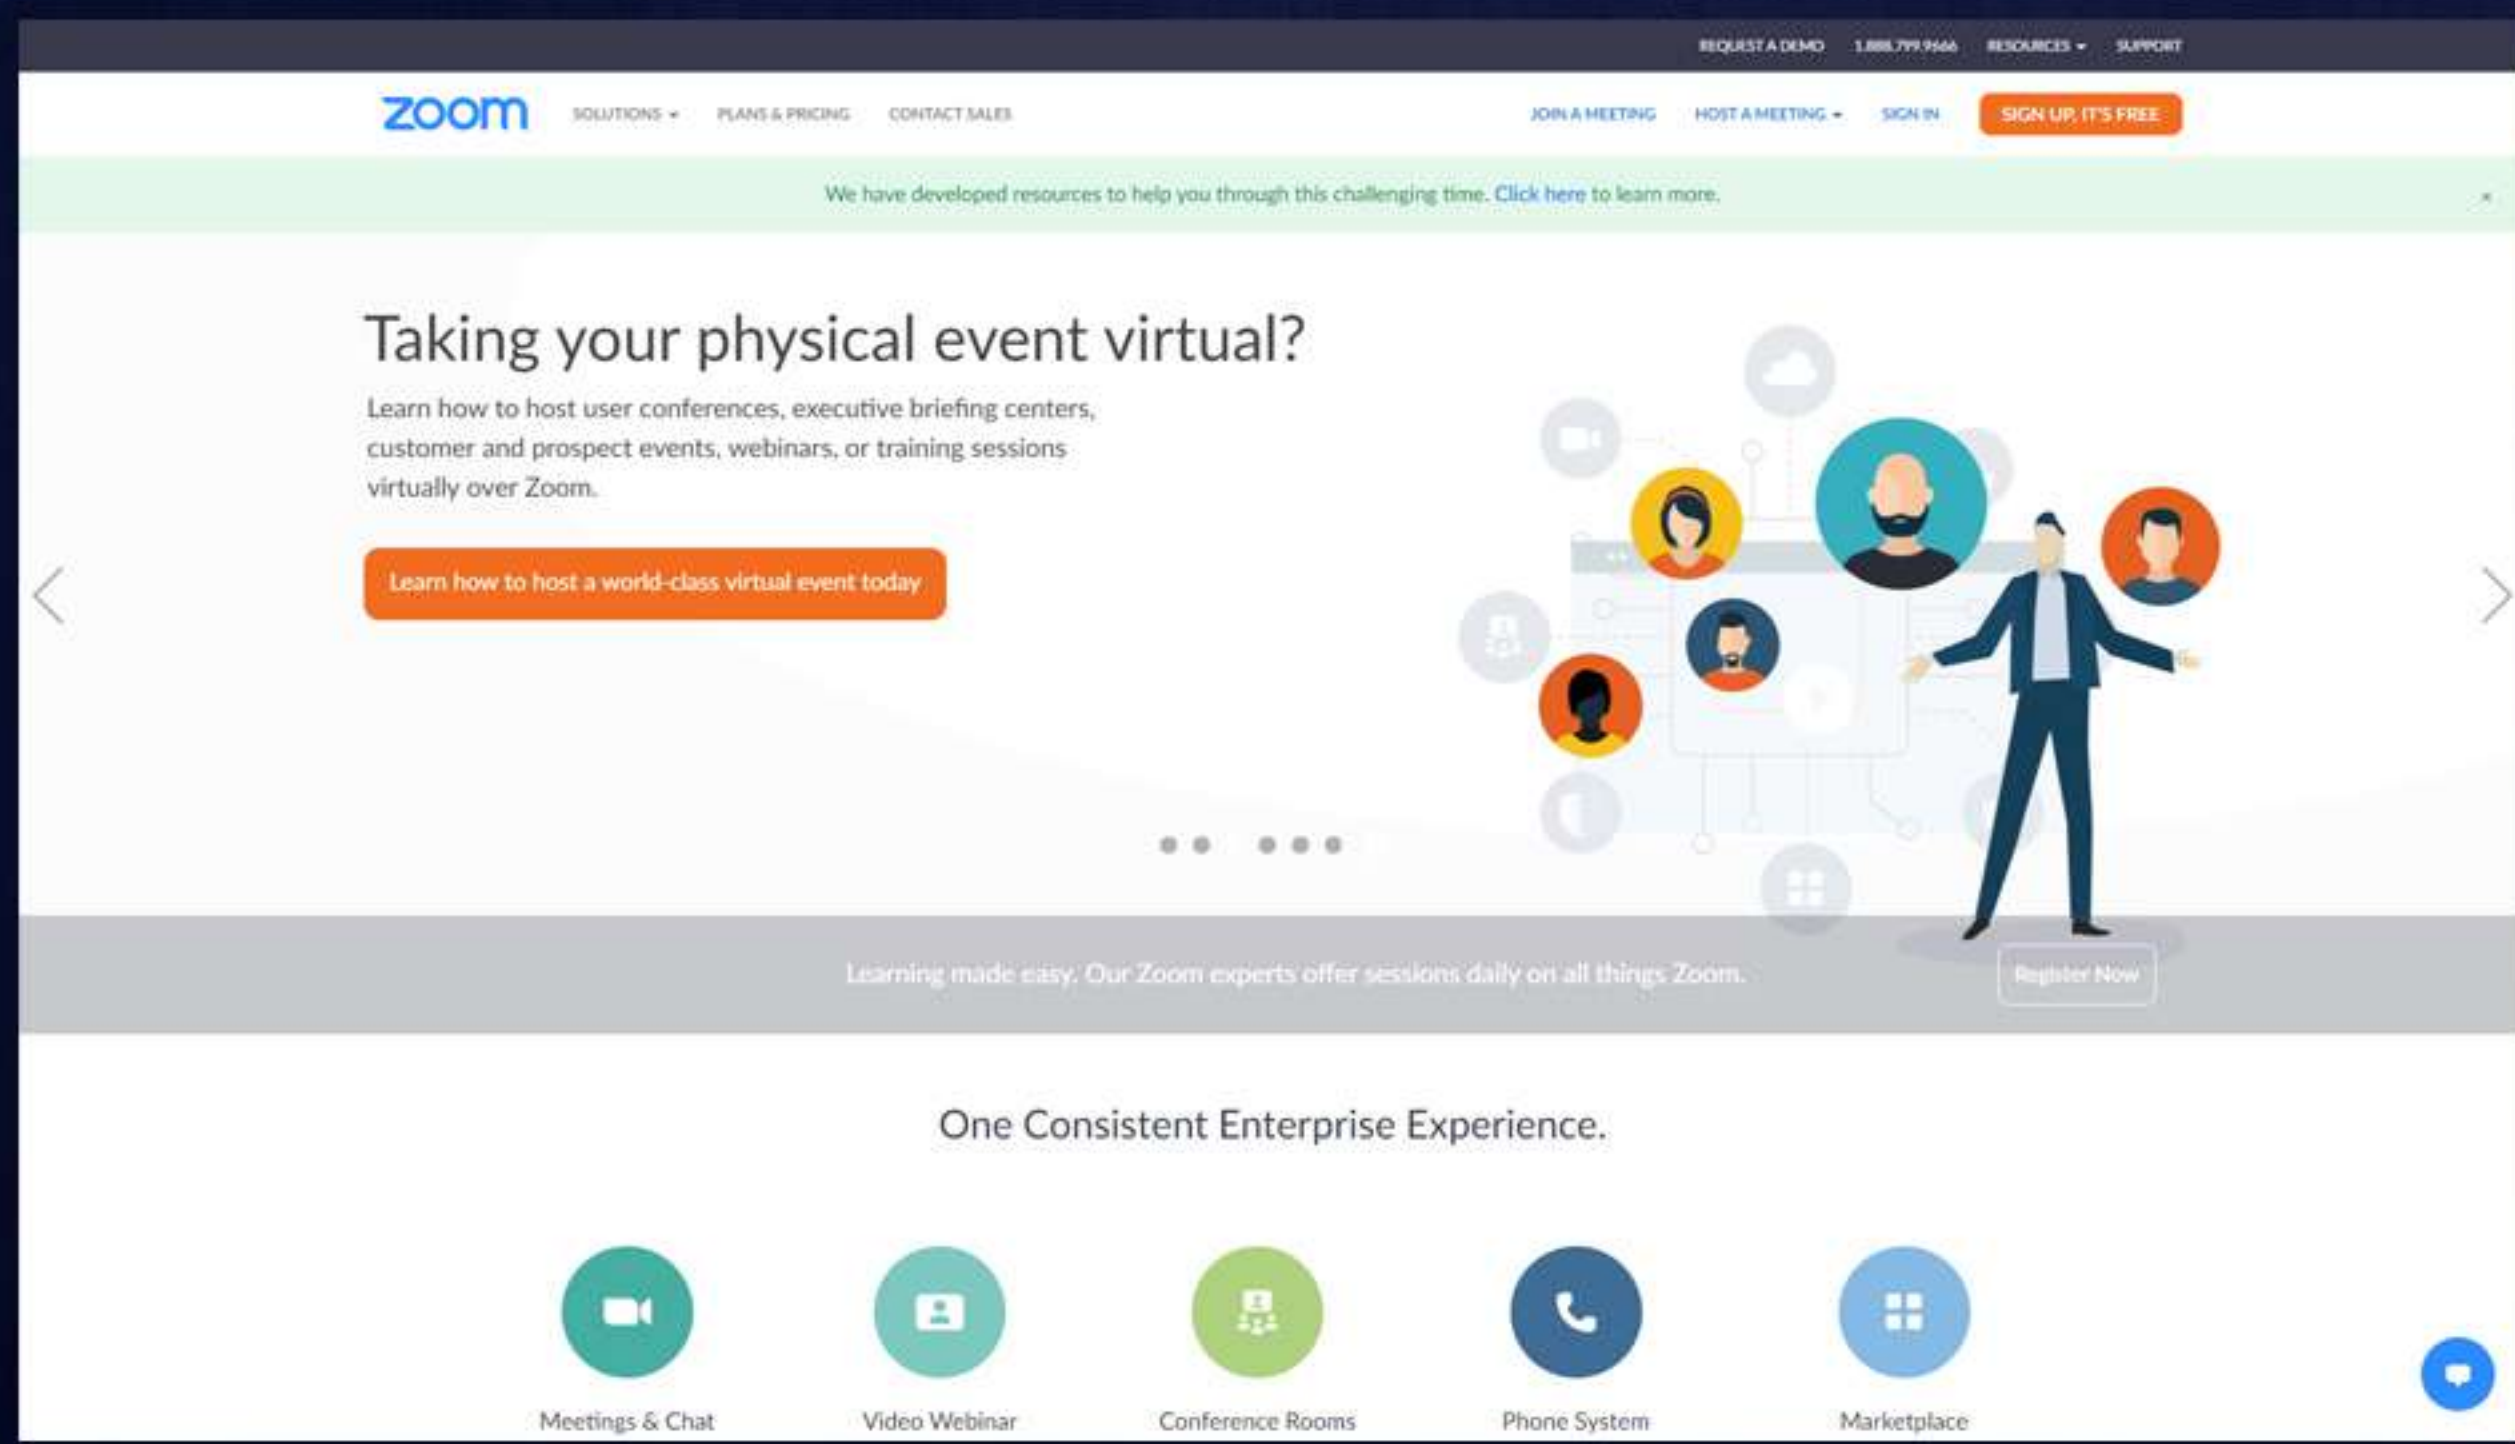 REQUEST A DEMO 1.888.799.9666 RESOURCES SUPPORT
zoom SOLUTIONS PLANS & PRICING CONTACT SALES JOIN A MEETING HOST A MEETING SIGN IN SIGN UP, IT'S FREE
We have developed resources to help you through this challenging time. Click here to learn more.
Taking your physical event virtual?
Learn how to host user conferences, executive briefing centers,
customer and prospect events, webinars, or training sessions
virtually over Zoom.
Learn how to host a world-class virtual event today
Learning made easy. Our Zoom experts offer sessions daily on all things Zoom. Register Now
One Consistent Enterprise Experience.
Meetings & Chat Video Webinar Conference Rooms Phone System Marketplace